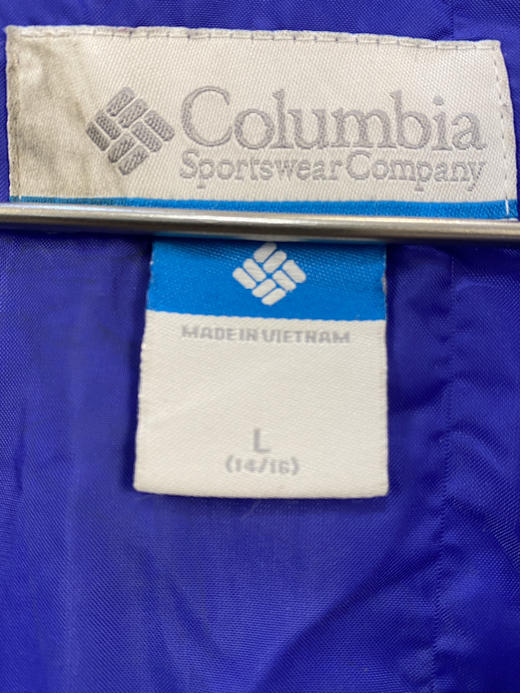 Columbia
Sportswear Company
MADE IN VIETNAM
L
(14/16)